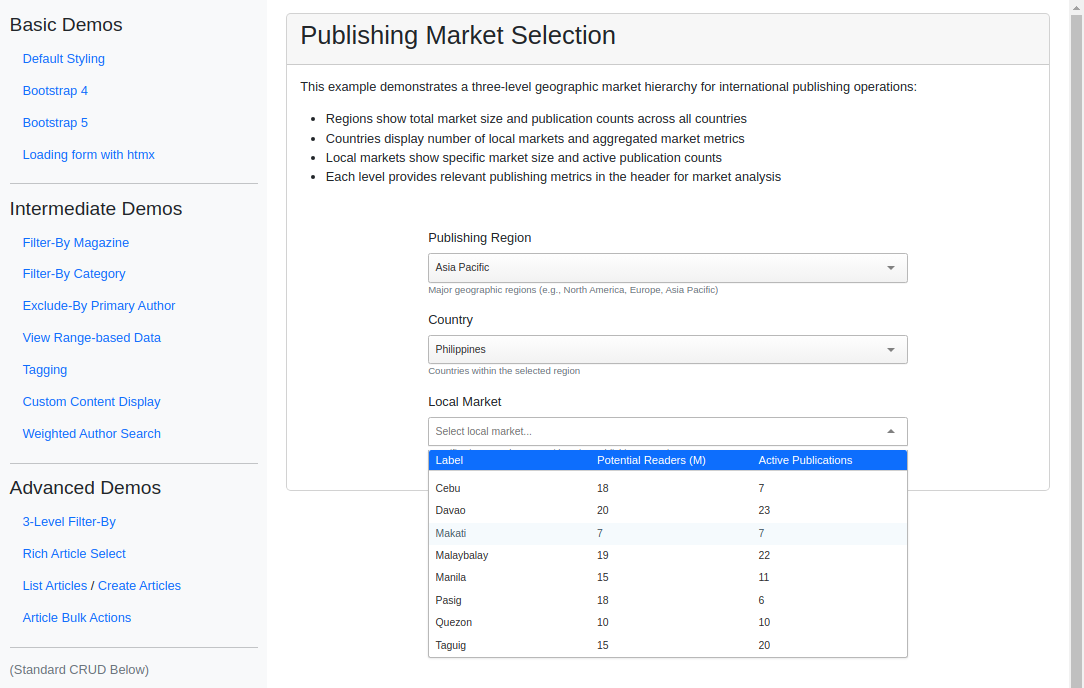 Basic Demos
Default Styling
Bootstrap 4
Bootstrap 5
Loading form with htmx
Intermediate Demos
Filter-By Magazine
Filter-By Category
Exclude-By Primary Author
View Range-based Data
Tagging
Custom Content Display
Weighted Author Search
Advanced Demos
3-Level Filter-By
Rich Article Select
List Articles / Create Articles
Article Bulk Actions
(Standard CRUD Below)
Publishing Market Selection
This example demonstrates a three-level geographic market hierarchy for international publishing operations:
Regions show total market size and publication counts across all countries
Countries display number of local markets and aggregated market metrics
Local markets show specific market size and active publication counts
Each level provides relevant publishing metrics in the header for market analysis
Publishing Region
Asia Pacific
Major geographic regions (e.g., North America, Europe, Asia Pacific)
Country
Philippines
Countries within the selected region
Local Market
Select local market...
Label Potential Readers (M) Active Publications
Cebu 18 7
Davao 20 23
Makati 7 7
Malaybalay 19 22
Manila 15 11
Pasig 18 6
Quezon 10 10
Taguig 15 20